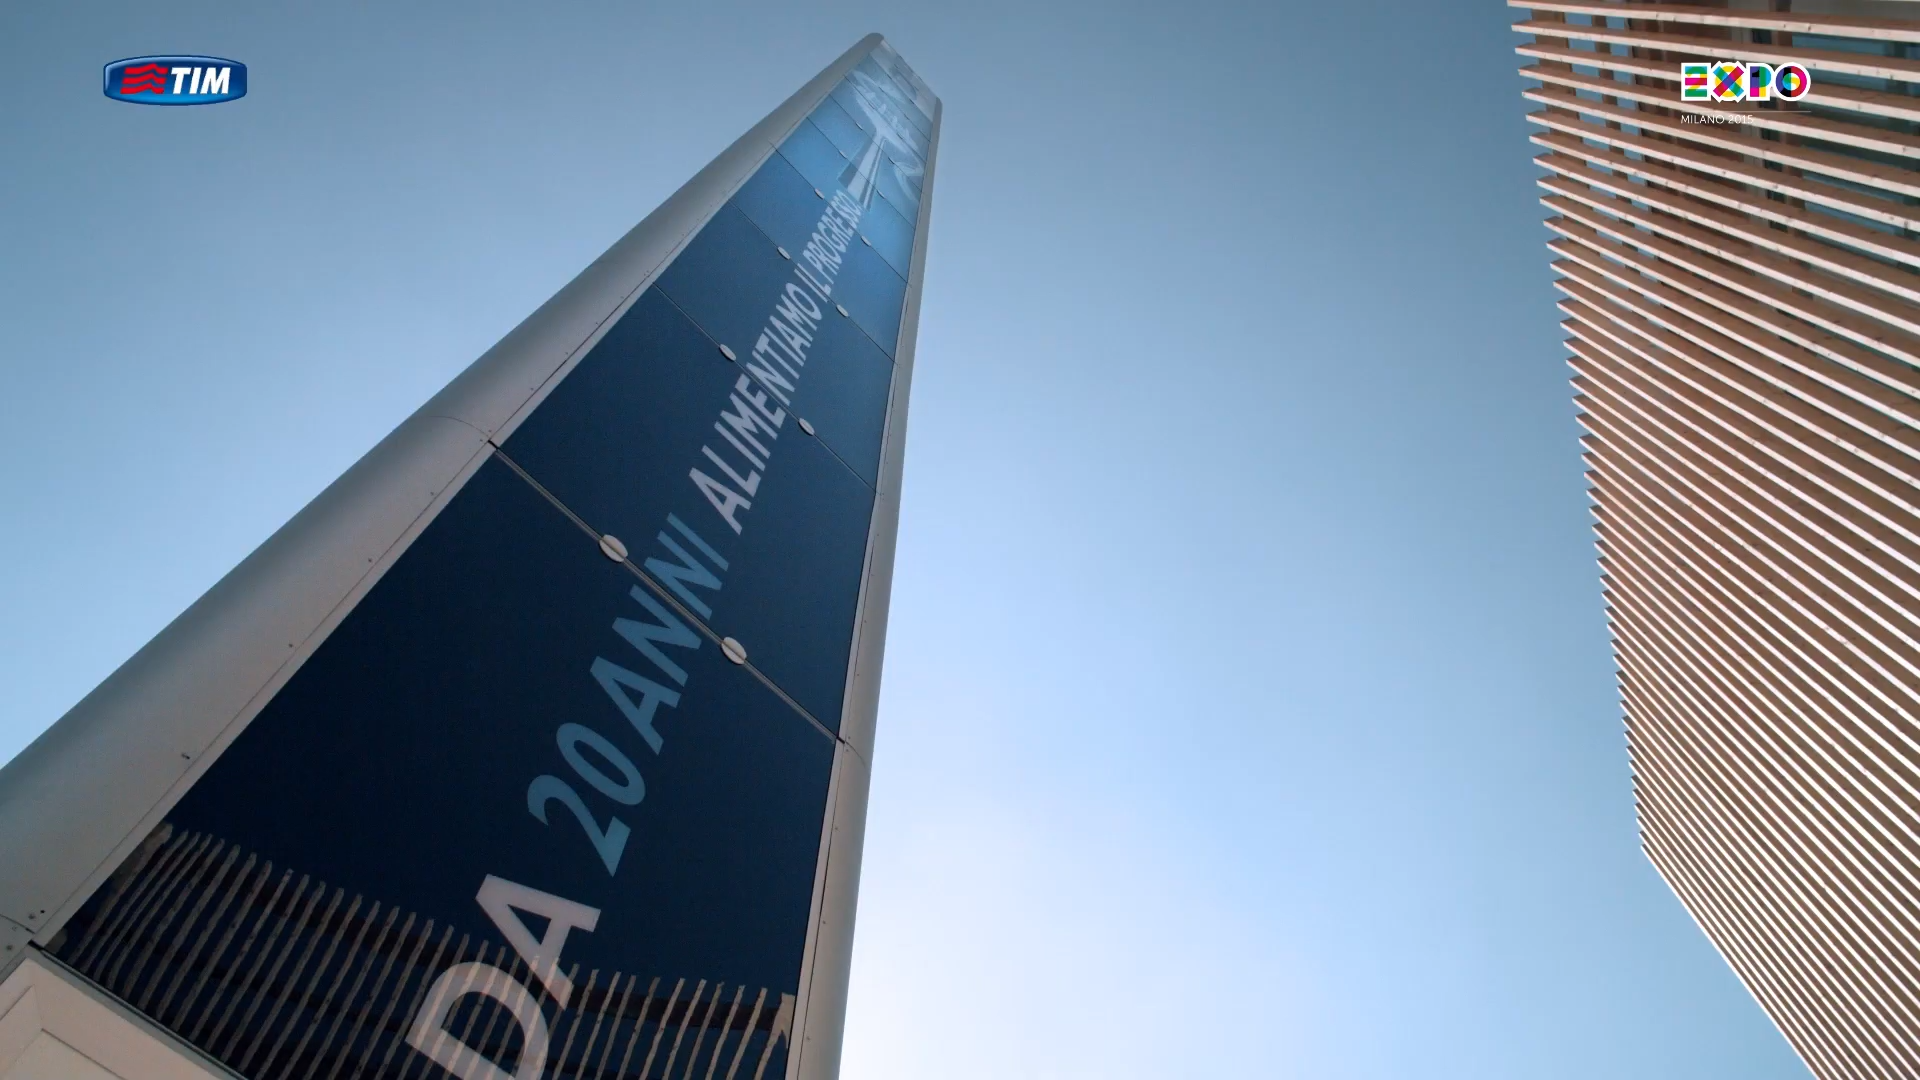 TIM
EXPO
MILANO 2015
DA 20 ANNI ALIMENTIAMO IL PROGRESSO